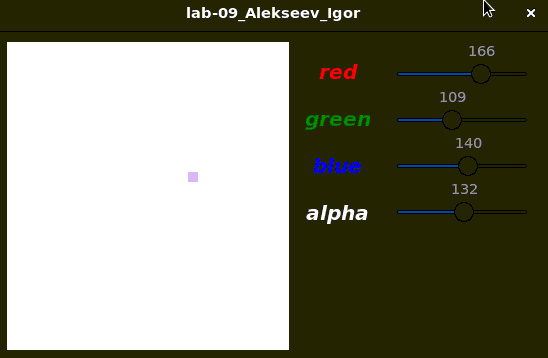 lab-09_Alekseev_Igor
red 166
green 109
blue 140
alpha 132